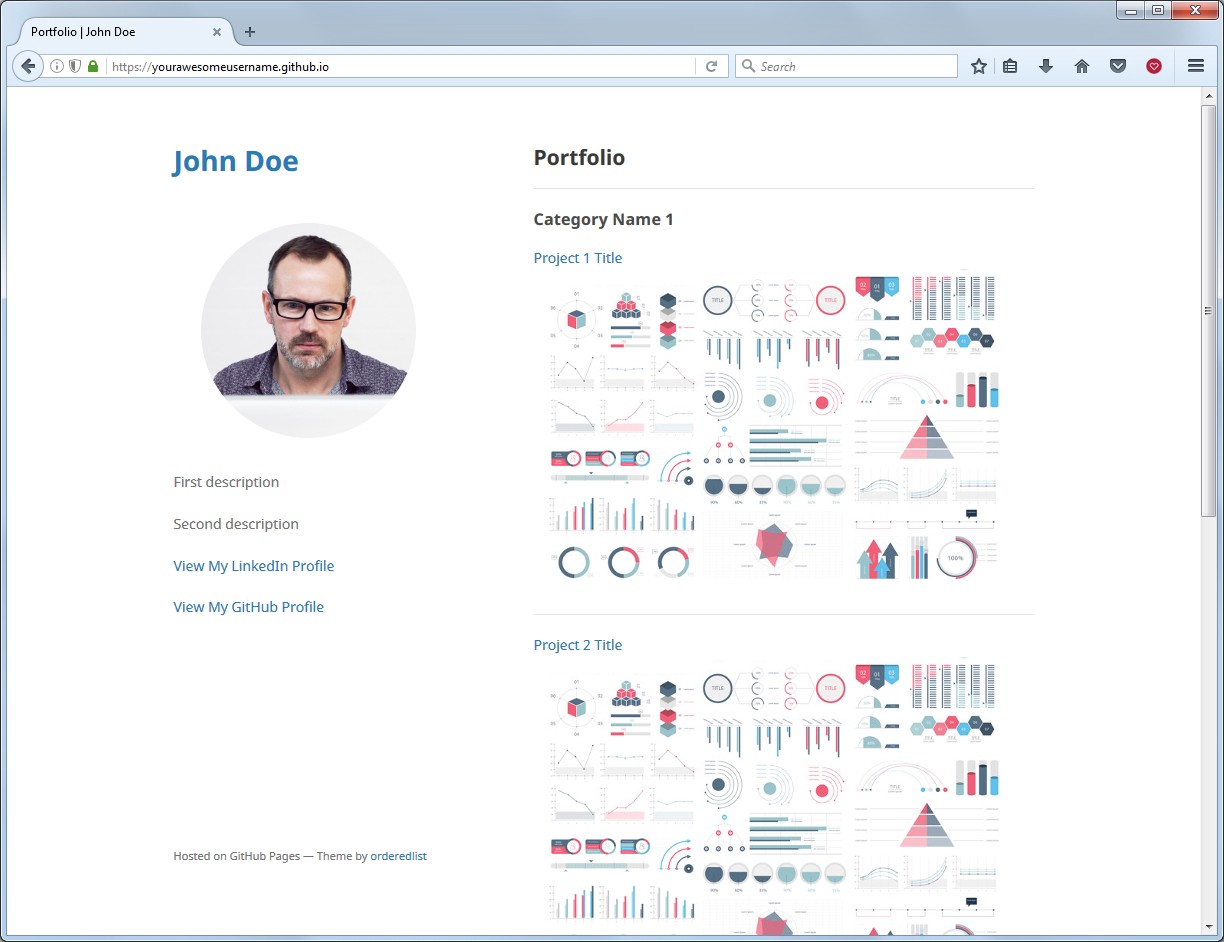 Portfolio | John Doe
https://yourawesomeusername.github.io
Search
John Doe
First description
Second description
View My LinkedIn Profile
View My GitHub Profile
Hosted on GitHub Pages — Theme by orderedlist
Portfolio
Category Name 1
Project 1 Title
TITLE
TITLE
TITLE
100%
Project 2 Title
TITLE
TITLE
TITLE